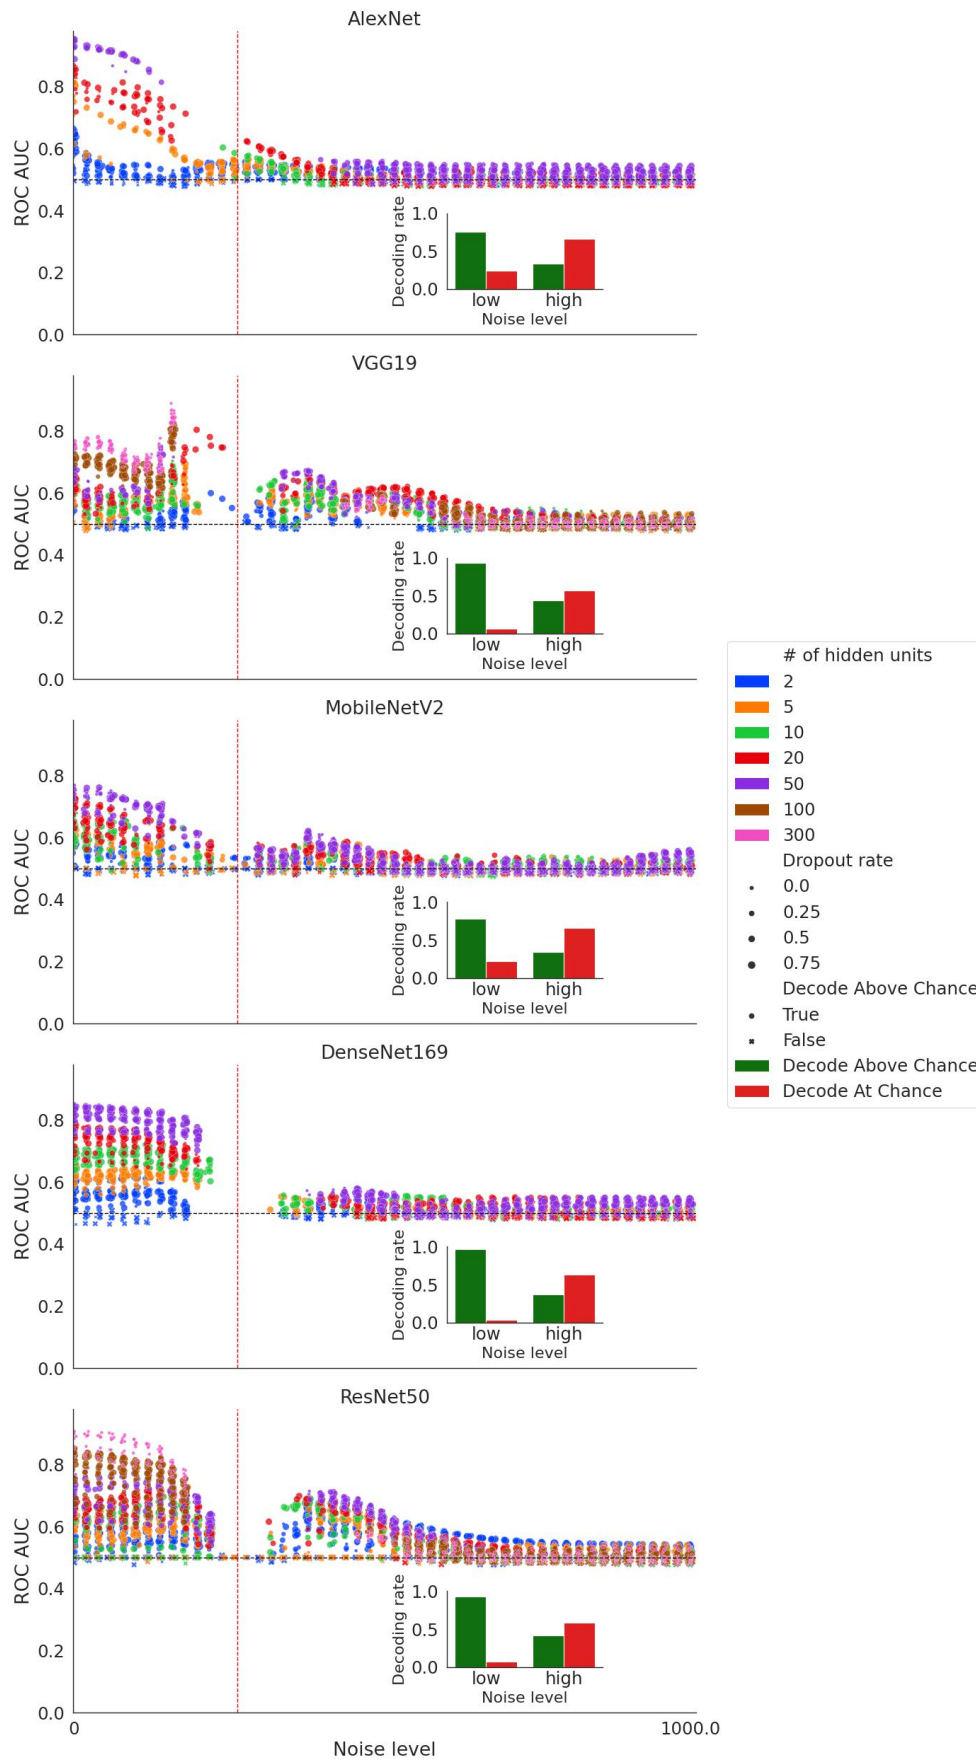 AlexNet
ROC AUC
0.8
0.6
0.4
0.2
0.0
Decoding rate
1.0
0.5
0.0
low high
Noise level
VGG19
ROC AUC
0.8
0.6
0.4
0.2
0.0
Decoding rate
1.0
0.5
0.0
low high
Noise level
MobileNetV2
ROC AUC
0.8
0.6
0.4
0.2
0.0
Decoding rate
1.0
0.5
0.0
low high
Noise level
# of hidden units
2
5
10
20
50
100
300
Dropout rate
0.0
0.25
0.5
0.75
Decode Above Chance
True
False
Decode Above Chance
Decode At Chance
DenseNet169
ROC AUC
0.8
0.6
0.4
0.2
0.0
Decoding rate
1.0
0.5
0.0
low high
Noise level
ResNet50
ROC AUC
0.8
0.6
0.4
0.2
0.0
Decoding rate
1.0
0.5
0.0
low high
Noise level
0 1000.0
Noise level